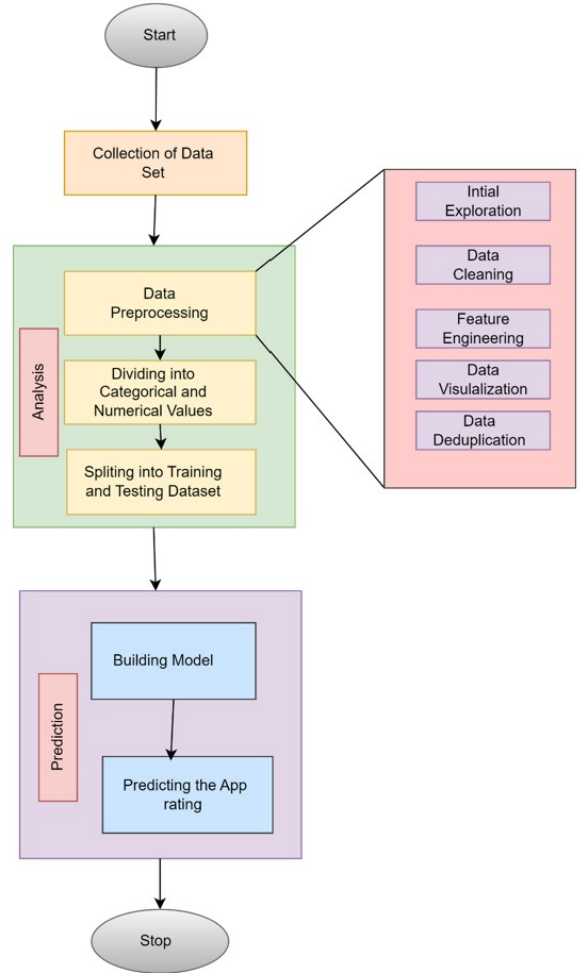 Start
Collection of Data
Set
Data
Preprocessing
Dividing into
Categorical and
Numerical Values
Spliting into Training
and Testing Dataset
Analysis
Intial
Exploration
Data
Cleaning
Feature
Engineering
Data
Visulalization
Data
Deduplication
Building Model
Predicting the App
rating
Prediction
Stop